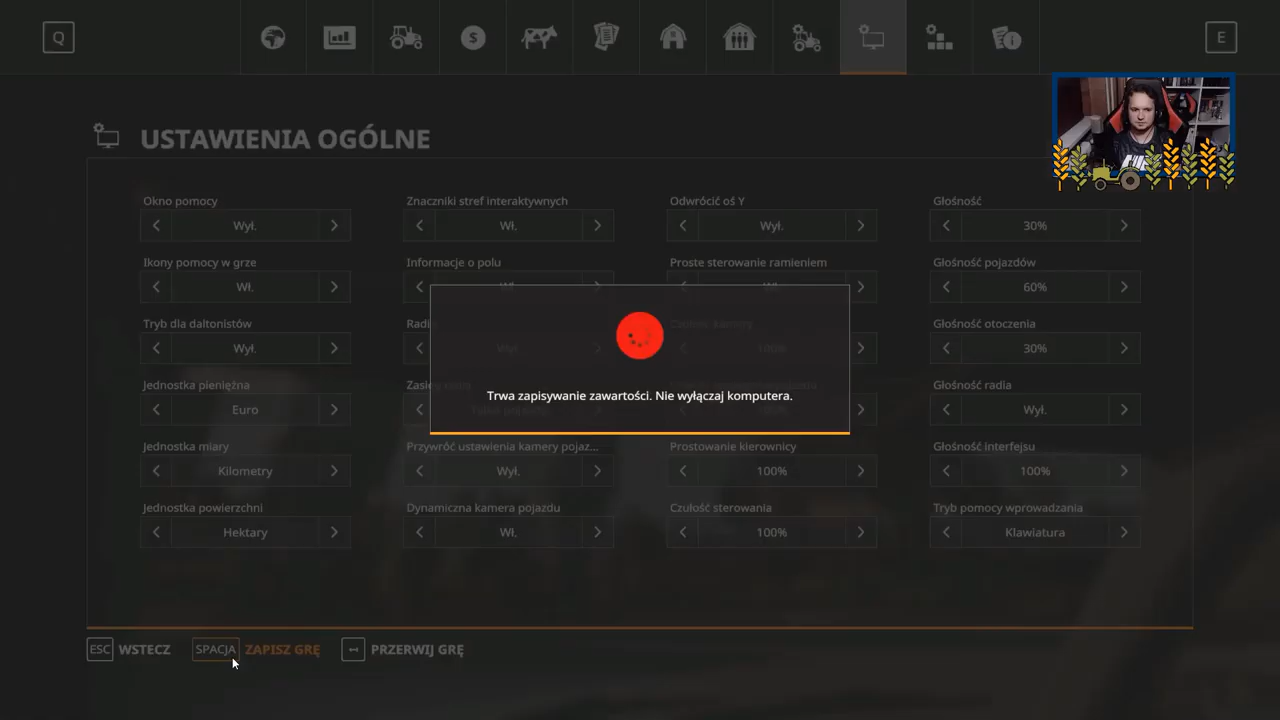 Q
$
E
USTAWIENIA OGÓLNE
Okno pomocy
Wył.
Znaczniki stref interaktywnych
Wł.
Odwrócić oś Y
Wył.
Głośność
30%
Ikony pomocy w grze
Wł.
Informacje o polu
Proste sterowanie ramieniem
Głośność pojazdów
60%
Tryb dla daltonistów
Wył.
Głośność otoczenia
30%
Trwa zapisywanie zawartości. Nie wyłączaj komputera.
Jednostka pieniężna
Euro
Głośność radia
Wył.
Jednostka miary
Kilometry
Przywróć ustawienia kamery pojaz...
Wył.
Prostowanie kierownicy
100%
Głośność interfejsu
100%
Jednostka powierzchni
Hektary
Dynamiczna kamera pojazdu
Wł.
Czułość sterowania
100%
Tryb pomocy wprowadzania
Klawiatura
ESC WSTECZ SPACJA ZAPISZ GRĘ PRZERWIJ GRĘ